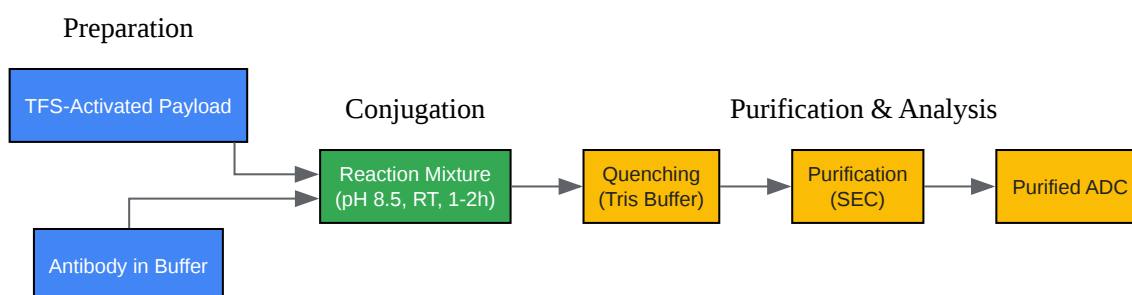 Preparation
TFS-Activated Payload
Conjugation
Purification & Analysis
Reaction Mixture
(pH 8.5, RT, 1-2h)
Quenching
(Tris Buffer)
Purification
(SEC)
Purified ADC
Antibody in Buffer